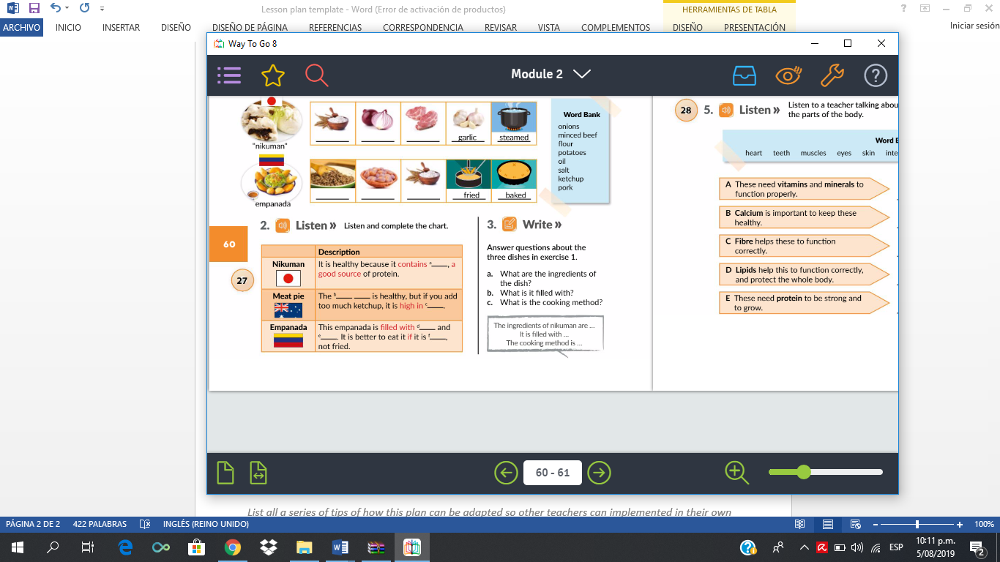 Lesson plan template - Word (Error de activación de productos)
HERRAMIENTAS DE TABLA
ARCHIVO INICIO INSERTAR DISEÑO DISEÑO DE PÁGINA REFERENCIAS CORRESPONDENCIA REVISAR VISTA COMPLEMENTOS DISEÑO PRESENTACIÓN Iniciar sesión
Way To Go 8
Module 2
"nikuman"
garlic steamed
empanada
fried baked
Word Bank
onions
minced beef
flour
potatoes
oil
salt
ketchup
pork
60
2. Listen» Listen and complete the chart.
27
Description
Nikuman
It is healthy because it contains ª____, a
good source of protein.
Meat pie
The ᵇ____ ____ is healthy, but if you add
too much ketchup, it is high in ᶜ____.
Empanada
This empanada is filled with ᵈ____ and
ᵉ____. It is better to eat it if it is ᶠ____,
not fried.
3. Write»
Answer questions about the
three dishes in exercise 1.
a. What are the ingredients of
the dish?
b. What is it filled with?
c. What is the cooking method?
The ingredients of nikuman are ...
It is filled with ...
The cooking method is ...
28 5. Listen» Listen to a teacher talking abou
the parts of the body.
Word B
heart teeth muscles eyes skin inte
A These need vitamins and minerals to
function properly.
B Calcium is important to keep these
healthy.
C Fibre helps these to function
correctly.
D Lipids help this to function correctly,
and protect the whole body.
E These need protein to be strong and
to grow.
60 - 61
List all a series of tips of how this plan can be adapted so other teachers can implemented in their own
PÁGINA 2 DE 2 422 PALABRAS INGLÉS (REINO UNIDO) 100%
ESP
10:11 p.m.
5/08/2019
2